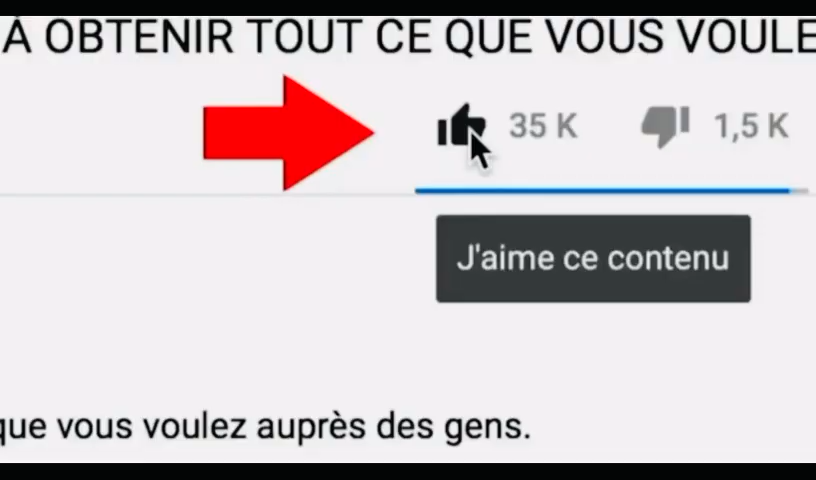 À OBTENIR TOUT CE QUE VOUS VOULE
35 K 1,5 K
J'aime ce contenu
que vous voulez auprès des gens.